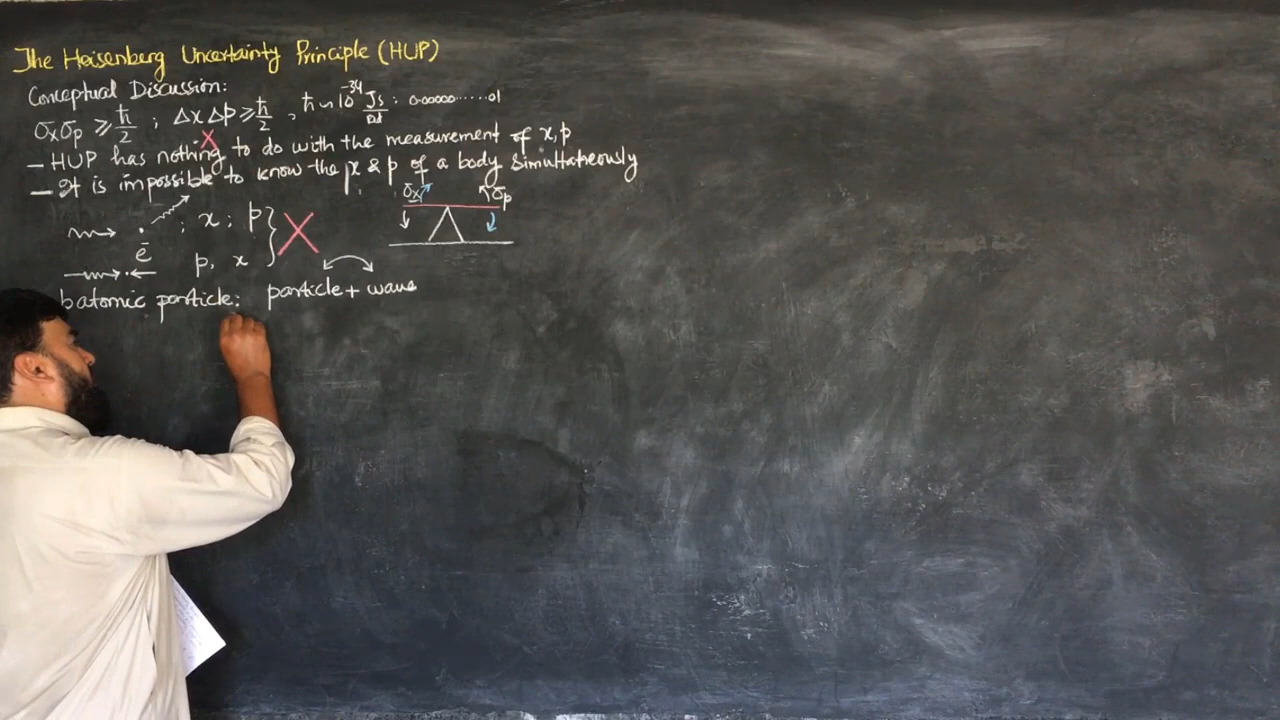 The Heisenberg Uncertainty Principle (HUP)
Conceptual Discussion:
σxσp ≥ ħ/2 ; Δx Δp ≥ ħ/2 , ħ ~ 10^-34 Js : 0.00000......01
– HUP has nothing to do with the measurement of x, p
– It is impossible to know the x & p of a body simultaneously
σx σp
; x ; p
ē
p, x
batomic particle: particle + wave